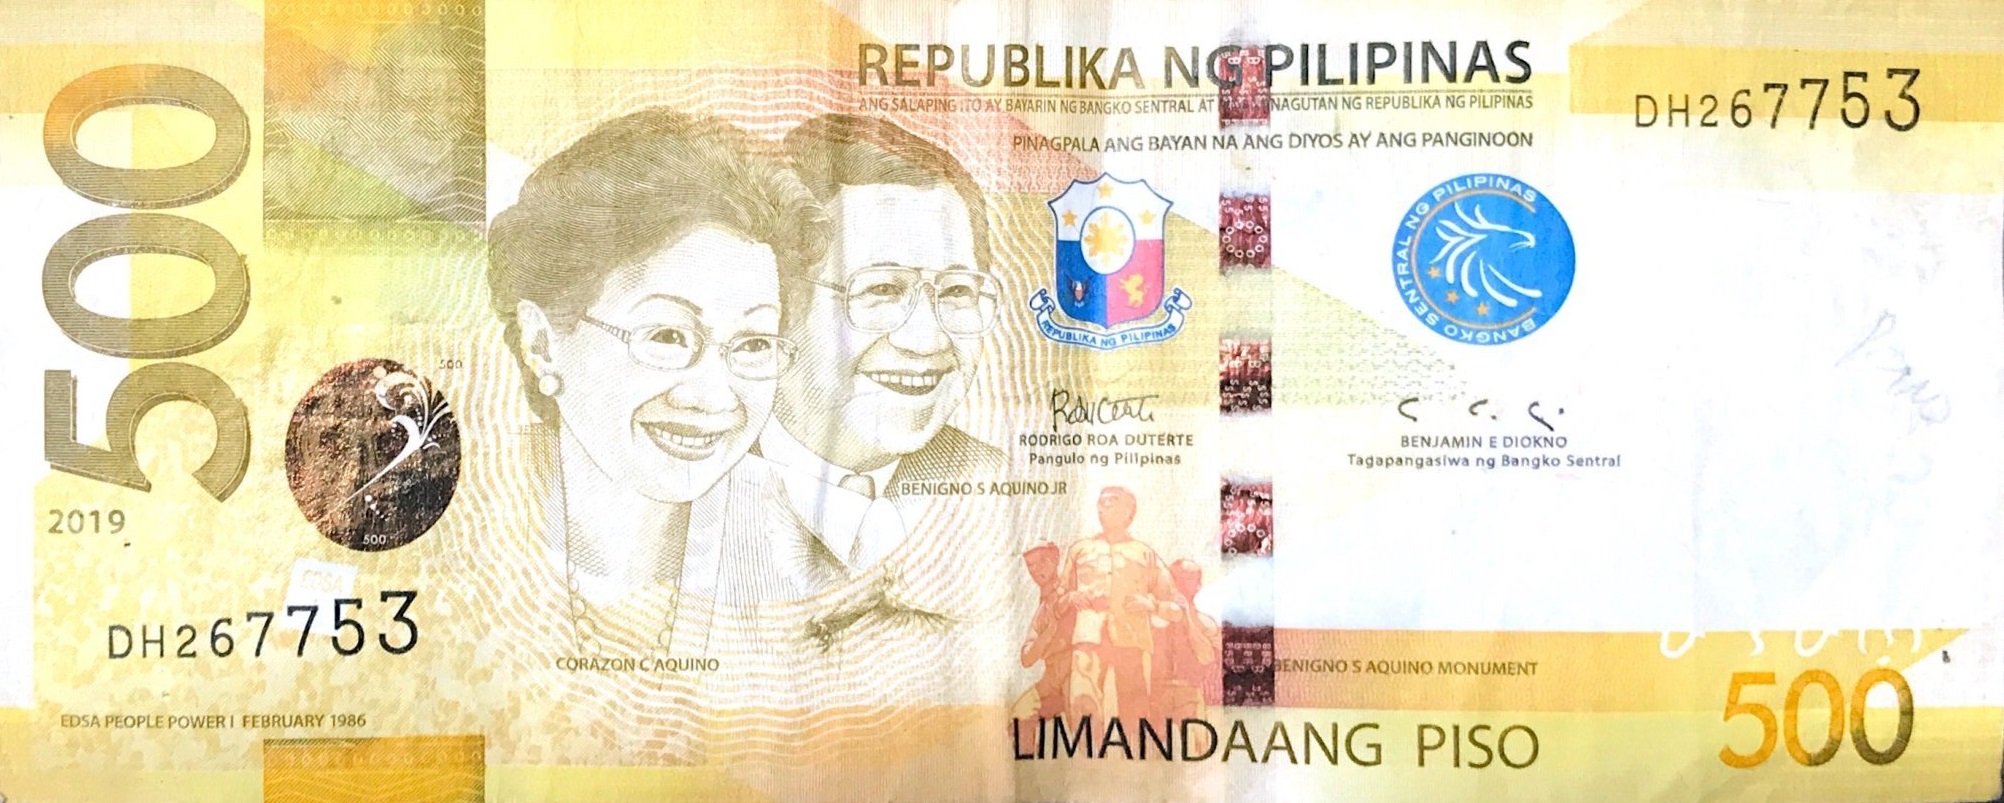 500
REPUBLIKA NG PILIPINAS
ANG SALAPING ITO AY BAYARIN NG BANGKO SENTRAL AT PINANANAGUTAN NG REPUBLIKA NG PILIPINAS
PINAGPALA ANG BAYAN NA ANG DIYOS AY ANG PANGINOON
DH267753
BANGKO SENTRAL NG PILIPINAS
REPUBLIKA NG PILIPINAS
500
500
RODRIGO ROA DUTERTE
Pangulo ng Pilipinas
BENJAMIN E DIOKNO
Tagapangasiwa ng Bangko Sentral
BENIGNO S AQUINO JR
2019
DH267753
CORAZON C AQUINO
BENIGNO S AQUINO MONUMENT
EDSA PEOPLE POWER I FEBRUARY 1986
LIMANDAANG PISO
500